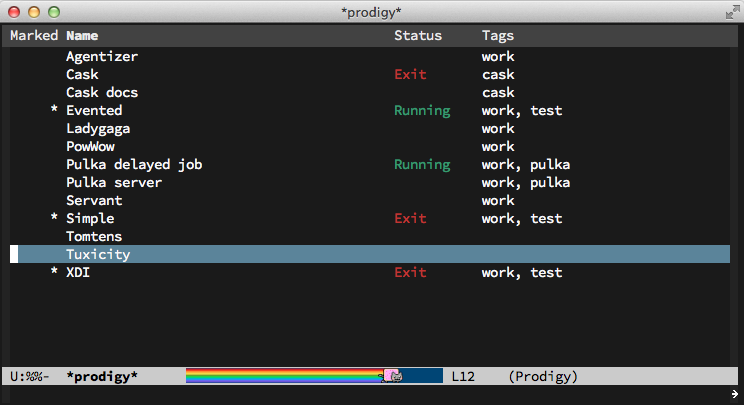 *prodigy*
Marked Name Status Tags
Agentizer work
Cask Exit cask
Cask docs cask
* Evented Running work, test
Ladygaga work
PowWow work
Pulka delayed job Running work, pulka
Pulka server work, pulka
Servant work
* Simple Exit work, test
Tomtens
Tuxicity
* XDI Exit work, test
U:%%- *prodigy* L12 (Prodigy)